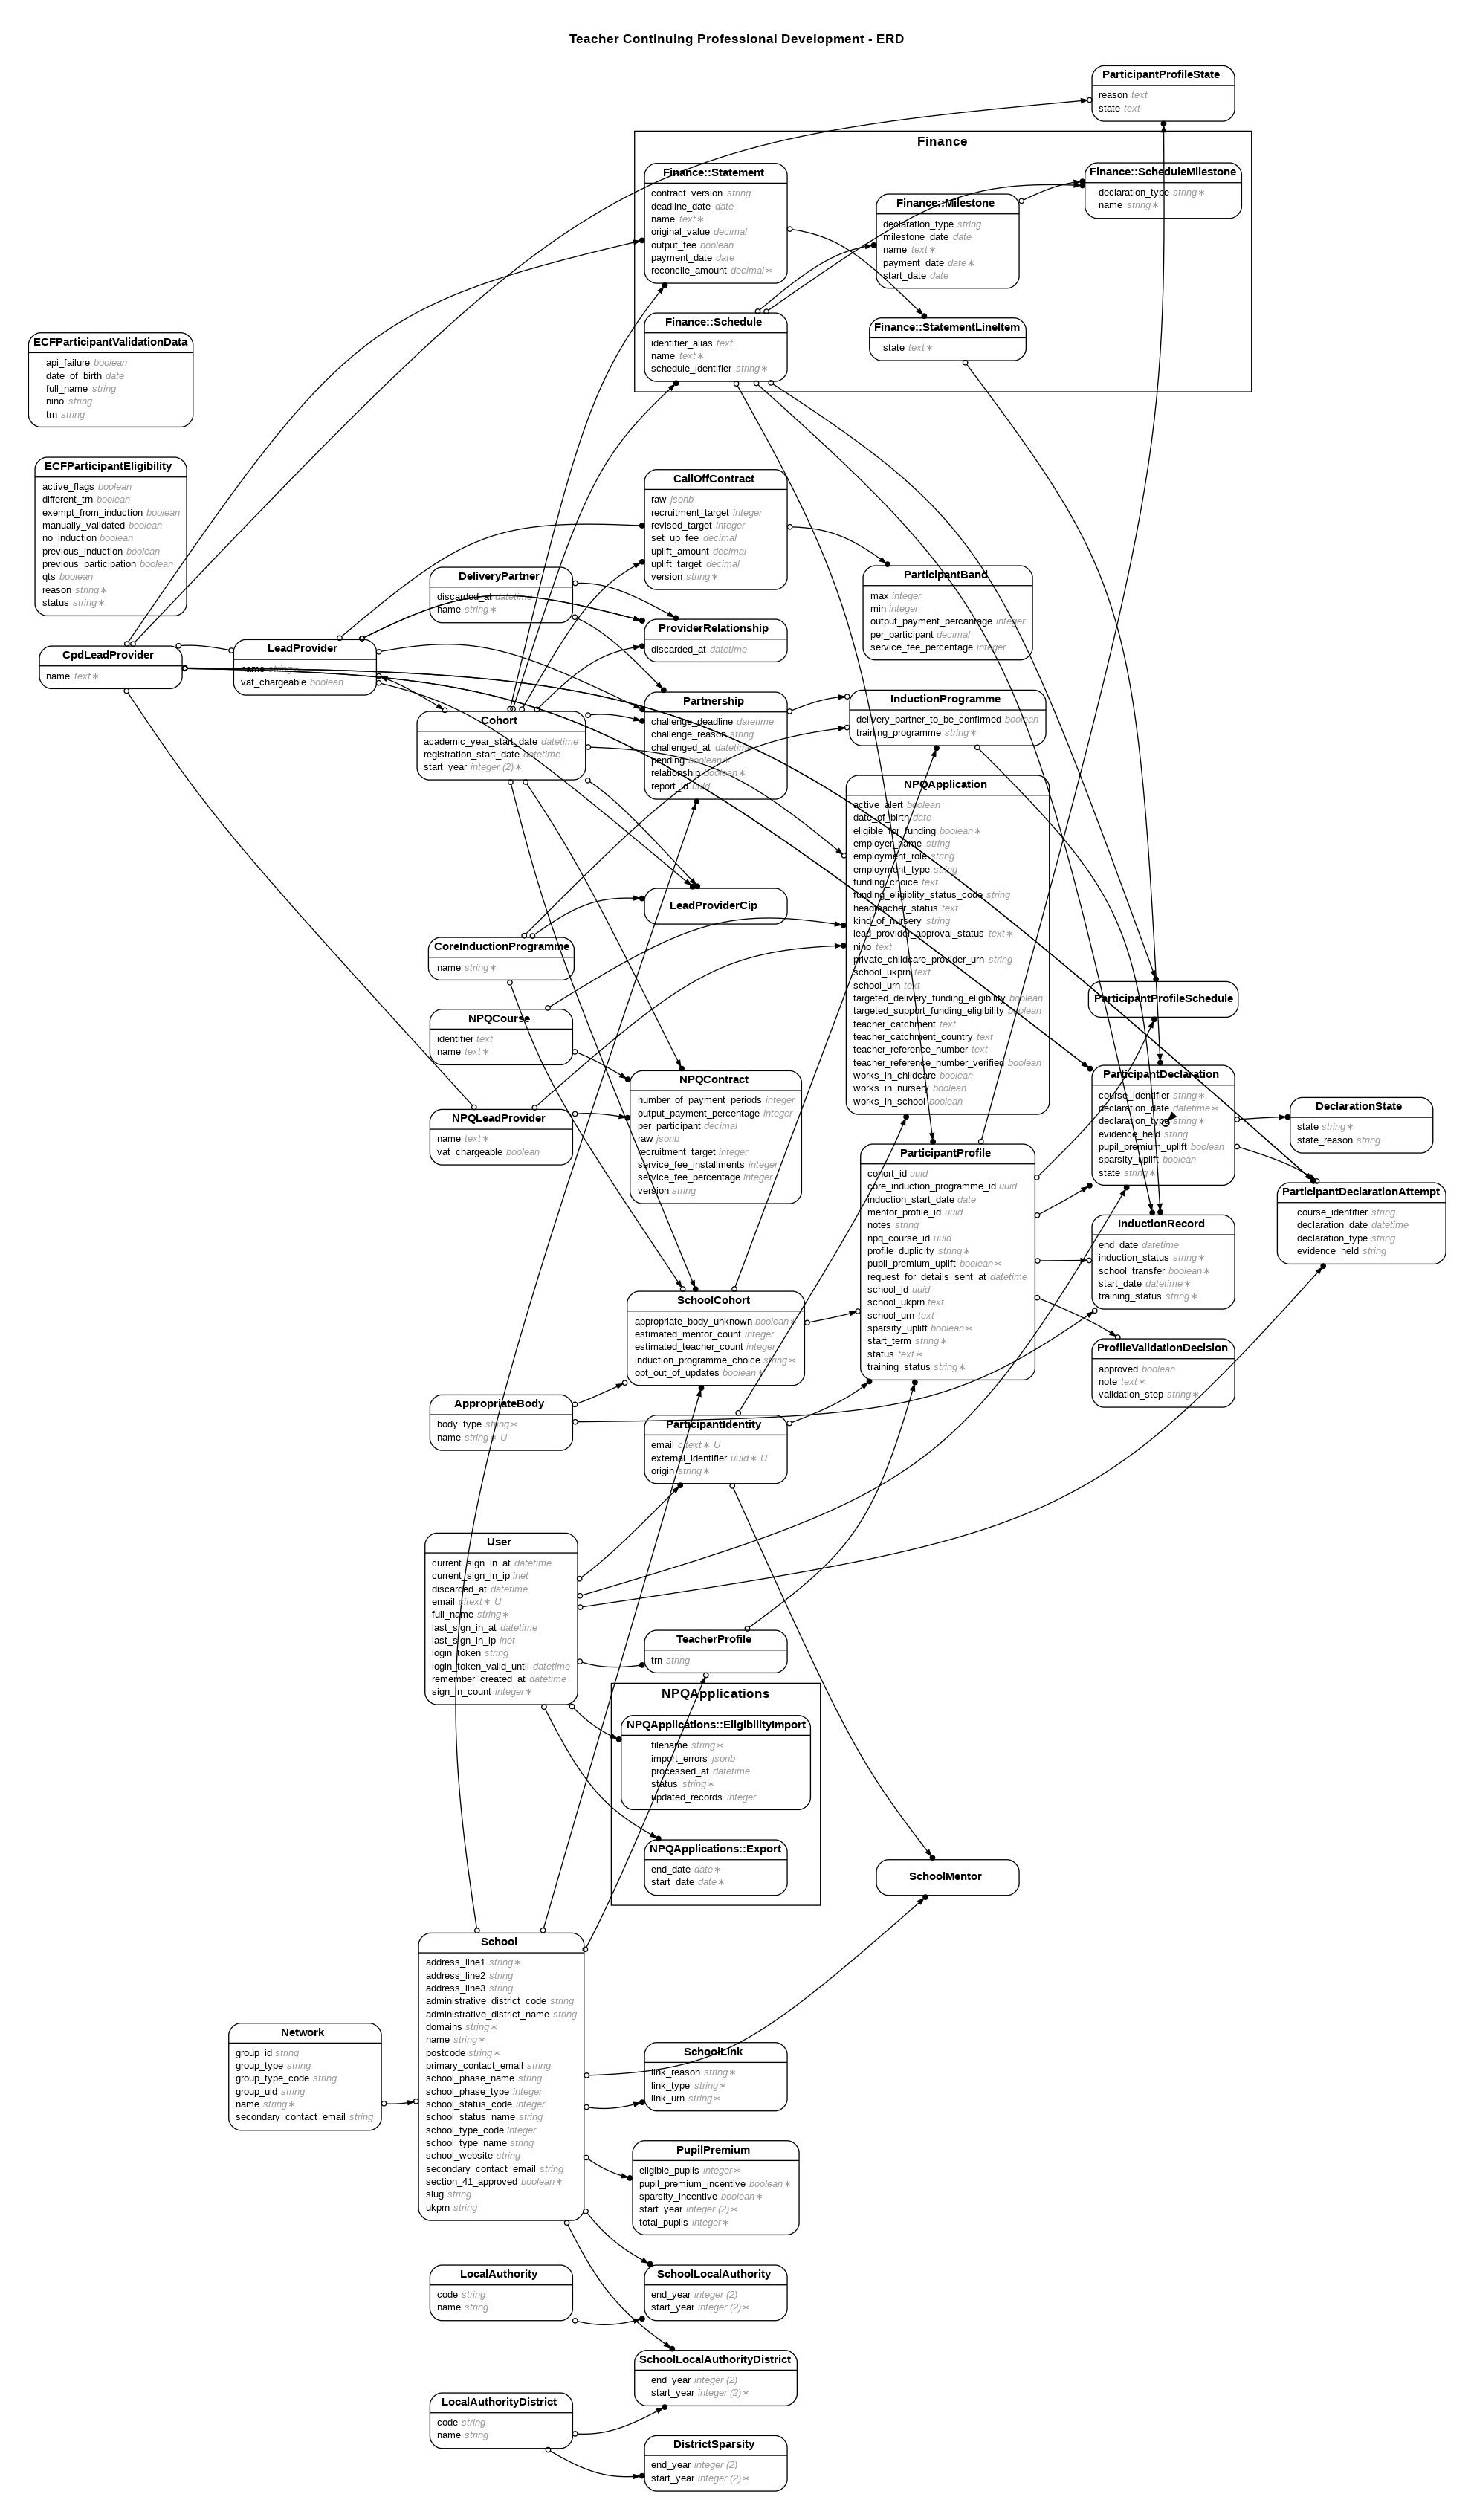 Teacher Continuing Professional Development - ERD
ParticipantProfileState
reason text
state text
Finance
Finance::Statement
contract_version string
deadline_date date
name text∗
original_value decimal
output_fee boolean
payment_date date
reconcile_amount decimal∗
Finance::ScheduleMilestone
declaration_type string∗
name string∗
Finance::Milestone
declaration_type string
milestone_date date
name text∗
payment_date date∗
start_date date
Finance::Schedule
identifier_alias text
name text∗
schedule_identifier string∗
Finance::StatementLineItem
state text∗
ECFParticipantValidationData
api_failure boolean
date_of_birth date
full_name string
nino string
trn string
ECFParticipantEligibility
active_flags boolean
different_trn boolean
exempt_from_induction boolean
manually_validated boolean
no_induction boolean
previous_induction boolean
previous_participation boolean
qts boolean
reason string∗
status string∗
CallOffContract
raw jsonb
recruitment_target integer
revised_target integer
set_up_fee decimal
uplift_amount decimal
uplift_target decimal
version string∗
DeliveryPartner
discarded_at datetime
name string∗
ParticipantBand
max integer
min integer
output_payment_percantage integer
per_participant decimal
service_fee_percentage integer
ProviderRelationship
discarded_at datetime
CpdLeadProvider
name text∗
LeadProvider
name string∗
vat_chargeable boolean
Cohort
academic_year_start_date datetime
registration_start_date datetime
start_year integer (2)∗
Partnership
challenge_deadline datetime
challenge_reason string
challenged_at datetime
pending boolean∗
relationship boolean∗
report_id uuid
InductionProgramme
delivery_partner_to_be_confirmed boolean
training_programme string∗
NPQApplication
active_alert boolean
date_of_birth date
eligible_for_funding boolean∗
employer_name string
employment_role string
employment_type string
funding_choice text
funding_eligiblity_status_code string
headteacher_status text
kind_of_nursery string
lead_provider_approval_status text∗
nino text
private_childcare_provider_urn string
school_ukprn text
school_urn text
targeted_delivery_funding_eligibility boolean
targeted_support_funding_eligibility boolean
teacher_catchment text
teacher_catchment_country text
teacher_reference_number text
teacher_reference_number_verified boolean
works_in_childcare boolean
works_in_nursery boolean
works_in_school boolean
LeadProviderCip
CoreInductionProgramme
name string∗
NPQCourse
identifier text
name text∗
NPQLeadProvider
name text∗
vat_chargeable boolean
NPQContract
number_of_payment_periods integer
output_payment_percentage integer
per_participant decimal
raw jsonb
recruitment_target integer
service_fee_installments integer
service_fee_percentage integer
version string
ParticipantProfileSchedule
ParticipantDeclaration
course_identifier string∗
declaration_date datetime∗
declaration_type string∗
evidence_held string
pupil_premium_uplift boolean
sparsity_uplift boolean
state string∗
DeclarationState
state string∗
state_reason string
ParticipantDeclarationAttempt
course_identifier string
declaration_date datetime
declaration_type string
evidence_held string
ParticipantProfile
cohort_id uuid
core_induction_programme_id uuid
induction_start_date date
mentor_profile_id uuid
notes string
npq_course_id uuid
profile_duplicity string∗
pupil_premium_uplift boolean∗
request_for_details_sent_at datetime
school_id uuid
school_ukprn text
school_urn text
sparsity_uplift boolean∗
start_term string∗
status text∗
training_status string∗
InductionRecord
end_date datetime
induction_status string∗
school_transfer boolean∗
start_date datetime∗
training_status string∗
ProfileValidationDecision
approved boolean
note text∗
validation_step string∗
SchoolCohort
appropriate_body_unknown boolean∗
estimated_mentor_count integer
estimated_teacher_count integer
induction_programme_choice string∗
opt_out_of_updates boolean∗
AppropriateBody
body_type string∗
name string∗ U
ParticipantIdentity
email citext∗ U
external_identifier uuid∗ U
origin string∗
User
current_sign_in_at datetime
current_sign_in_ip inet
discarded_at datetime
email citext∗ U
full_name string∗
last_sign_in_at datetime
last_sign_in_ip inet
login_token string
login_token_valid_until datetime
remember_created_at datetime
sign_in_count integer∗
TeacherProfile
trn string
NPQApplications
NPQApplications::EligibilityImport
filename string∗
import_errors jsonb
processed_at datetime
status string∗
updated_records integer
NPQApplications::Export
end_date date∗
start_date date∗
SchoolMentor
School
address_line1 string∗
address_line2 string
address_line3 string
administrative_district_code string
administrative_district_name string
domains string∗
name string∗
postcode string∗
primary_contact_email string
school_phase_name string
school_phase_type integer
school_status_code integer
school_status_name string
school_type_code integer
school_type_name string
school_website string
secondary_contact_email string
section_41_approved boolean∗
slug string
ukprn string
Network
group_id string
group_type string
group_type_code string
group_uid string
name string∗
secondary_contact_email string
SchoolLink
link_reason string∗
link_type string∗
link_urn string∗
PupilPremium
eligible_pupils integer∗
pupil_premium_incentive boolean∗
sparsity_incentive boolean∗
start_year integer (2)∗
total_pupils integer∗
LocalAuthority
code string
name string
SchoolLocalAuthority
end_year integer (2)
start_year integer (2)∗
SchoolLocalAuthorityDistrict
end_year integer (2)
start_year integer (2)∗
LocalAuthorityDistrict
code string
name string
DistrictSparsity
end_year integer (2)
start_year integer (2)∗